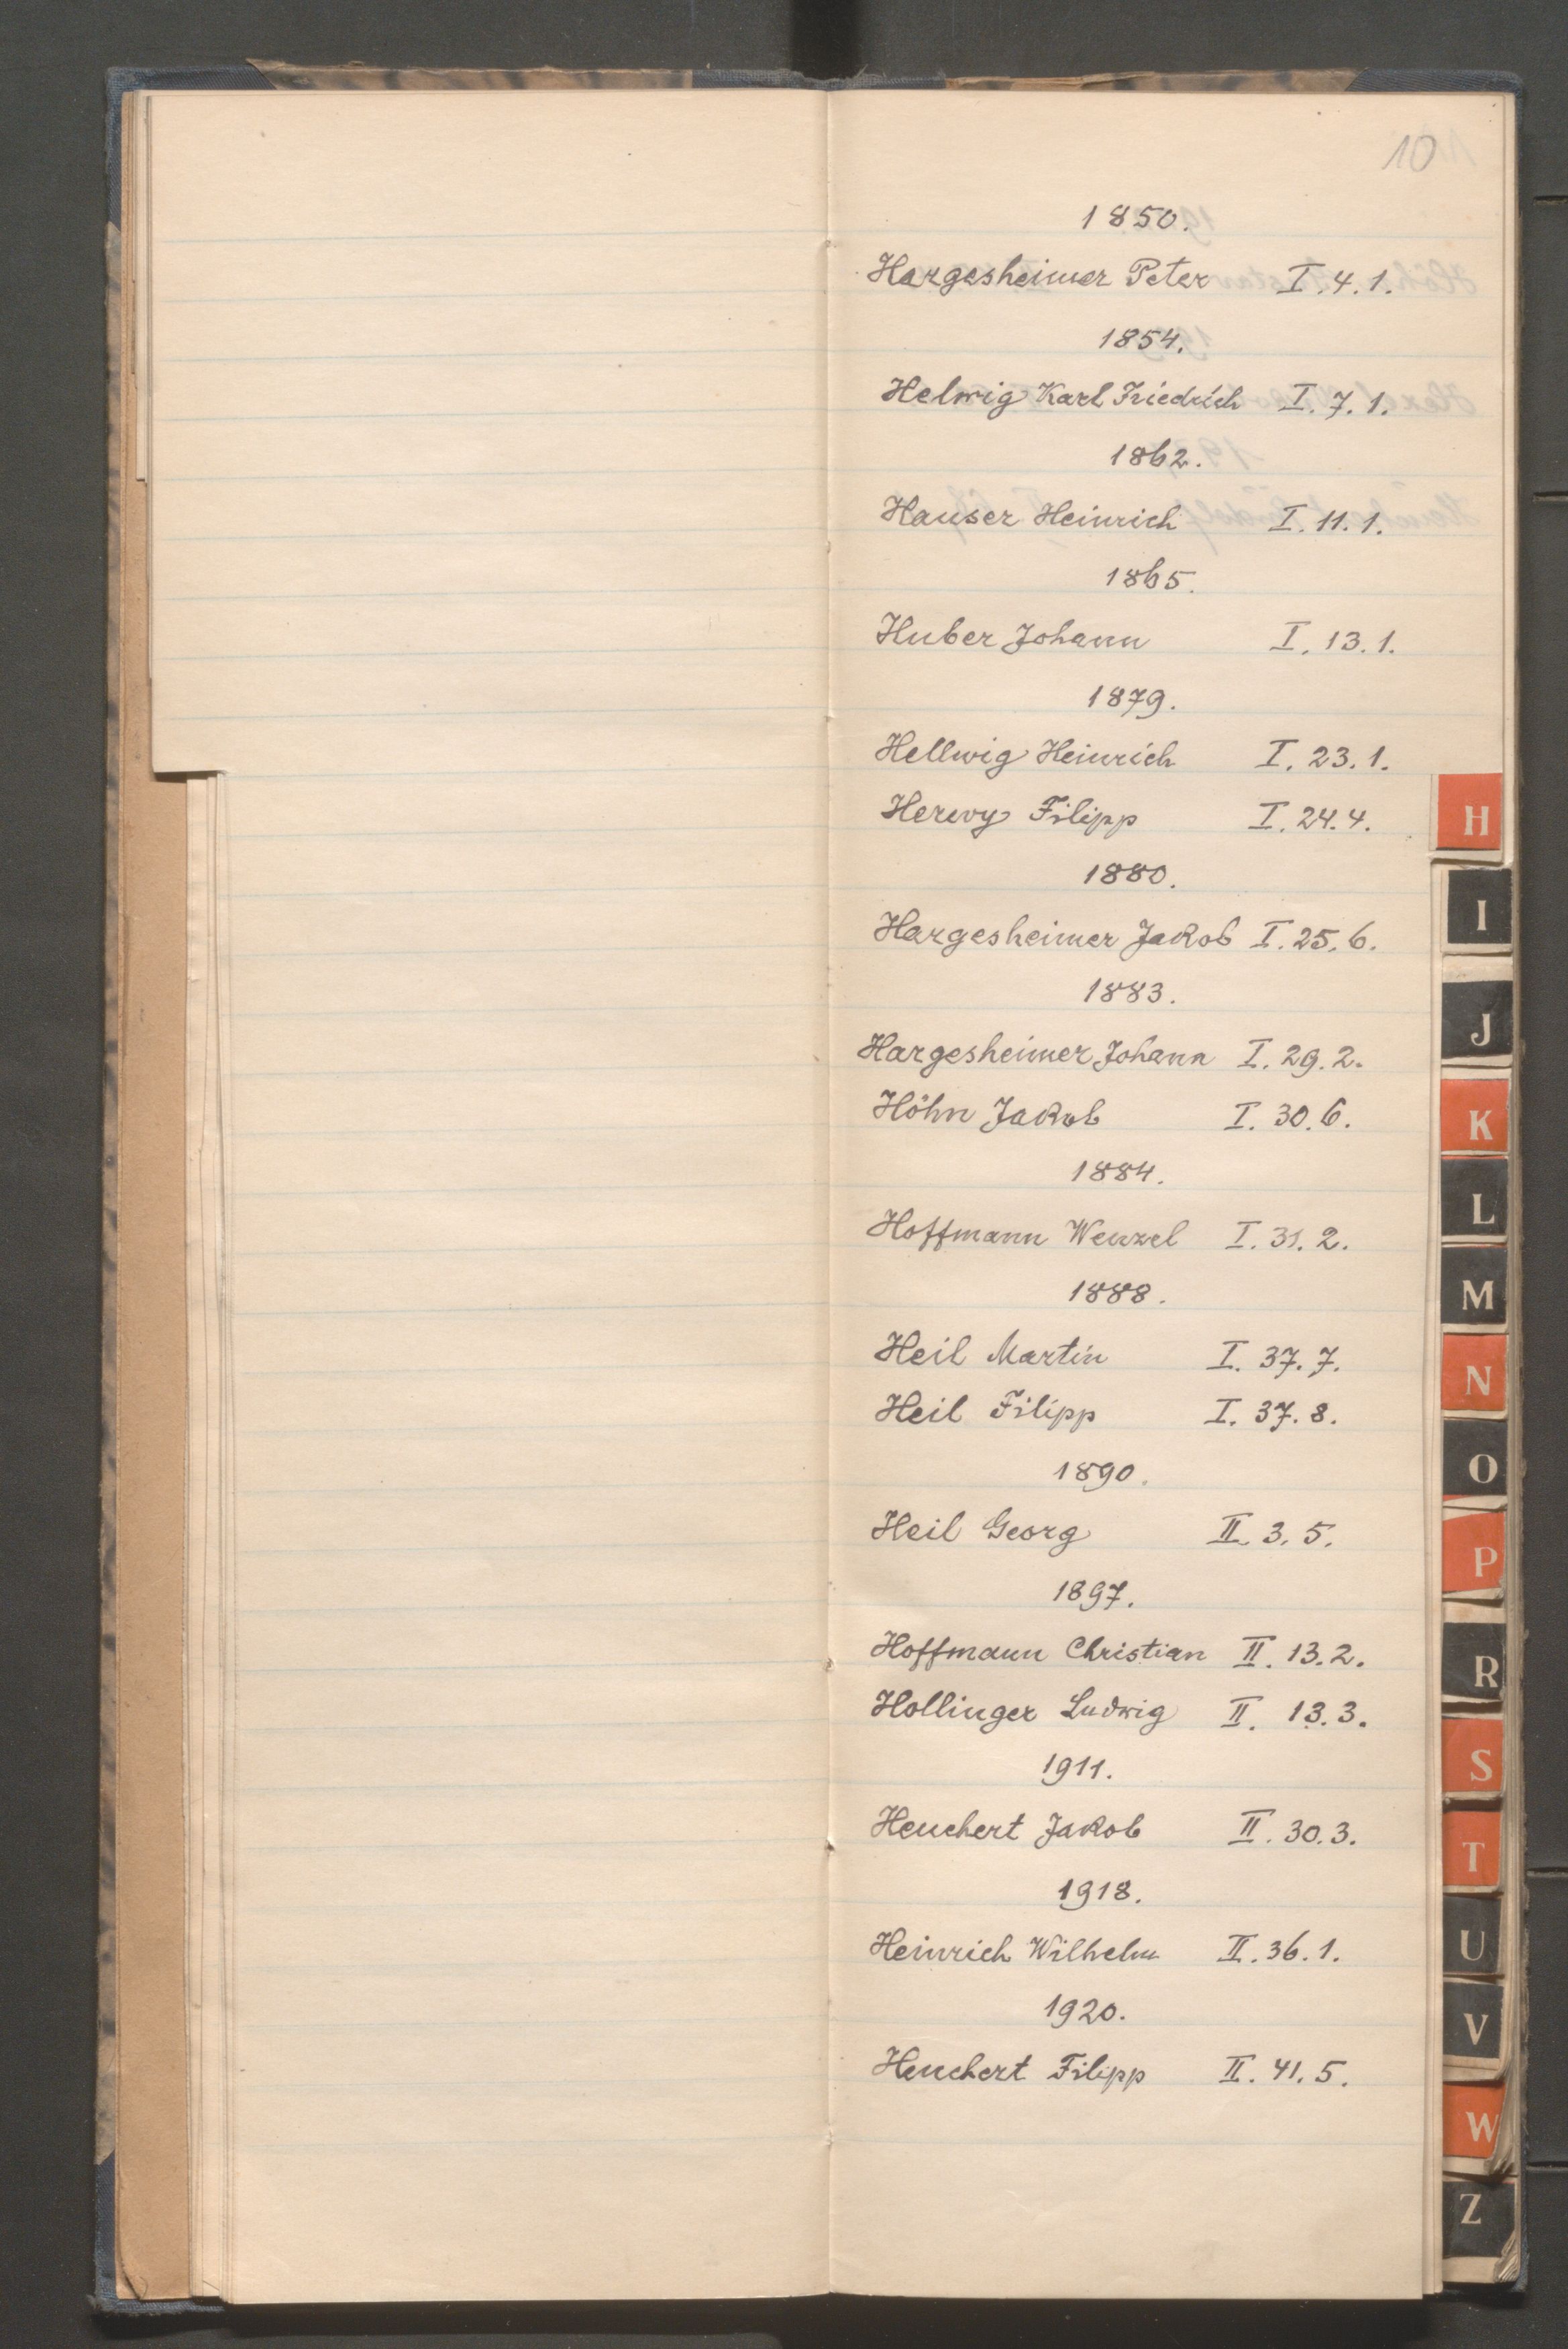 10
1850.
Hargesheimer Peter I.4.1.
1854.
Helwig Karl Friedrich I.7.1.
1862.
Hauser Heinrich I.11.1.
1865.
Huber Johann I.13.1.
1879.
Hellwig Heinrich I.23.1.
Hervy Filipp I.24.4.
H
1880.
I
Hargesheimer Jakob I.25.6.
1883.
J
Hargesheimer Johann I.29.2.
Höhn Jakob I.30.6.
K
1884.
L
Hoffmann Wenzel I.31.2.
1888.
M
Heil Martin I.37.7.
N
Heil Filipp I.37.8.
1890.
O
Heil Georg II.3.5.
P
1897.
Hoffmann Christian II.13.2.
R
Hollinger Ludwig II.13.3.
1911.
S
Heuchert Jakob II.30.3.
T
1918.
Heinrich Wilhelm II.36.1.
U
1920.
V
Heuchert Filipp II.41.5.
W
Z